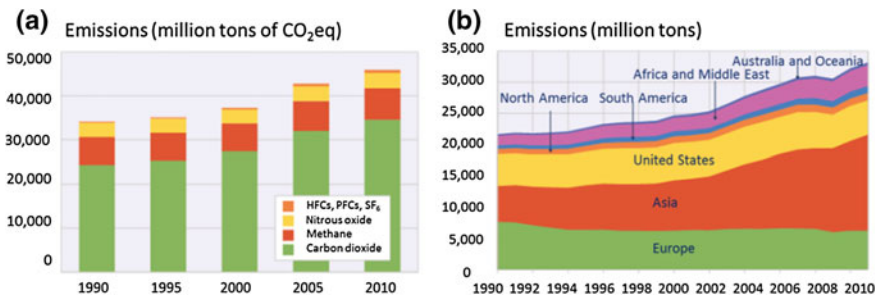 (a)
Emissions (million tons of CO₂eq)
50,000
40,000
30,000
20,000
10,000
0
HFCs, PFCs, SF₆
Nitrous oxide
Methane
Carbon dioxide
1990 1995 2000 2005 2010
(b)
Emissions (million tons)
35,000
30,000
25,000
20,000
15,000
10,000
5,000
0
Australia and Oceania
Africa and Middle East
North America
South America
United States
Asia
Europe
1990 1992 1994 1996 1998 2000 2002 2004 2006 2008 2010